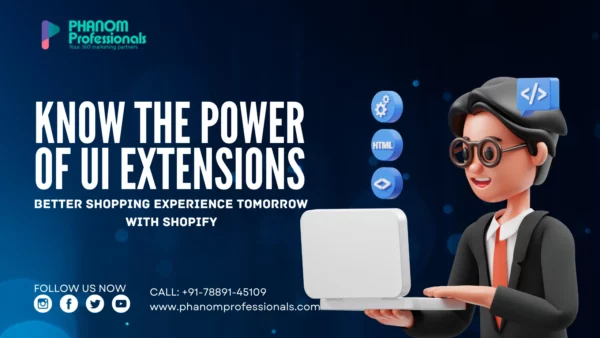 PHANOM
Professionals
Your 360 marketing partners
KNOW THE POWER
OF UI EXTENSIONS
BETTER SHOPPING EXPERIENCE TOMORROW
WITH SHOPIFY
FOLLOW US NOW
CALL: +91-78891-45109
www.phanomprofessionals.com
</>
HTML
<>